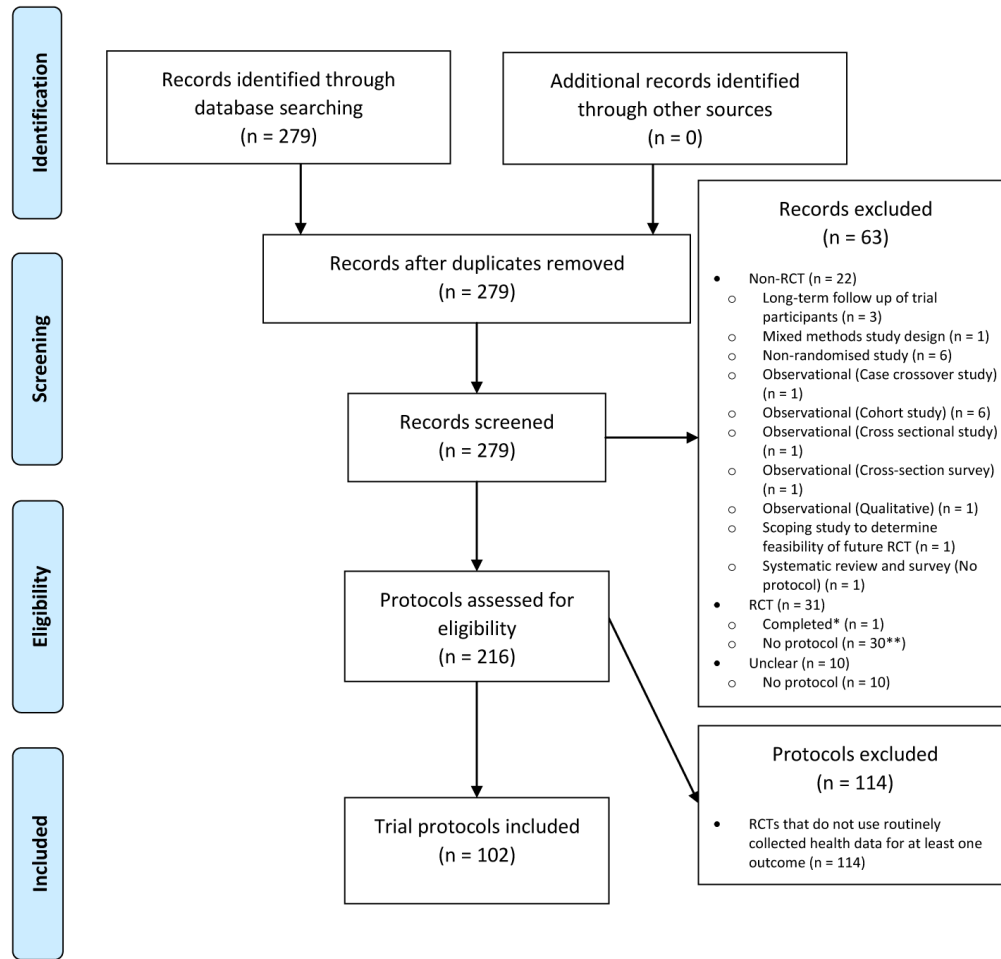 Identification
Records identified through
database searching
(n = 279)
Additional records identified
through other sources
(n = 0)
Screening
Records after duplicates removed
(n = 279)
Records screened
(n = 279)
Records excluded
(n = 63)
• Non-RCT (n = 22)
o Long-term follow up of trial
participants (n = 3)
o Mixed methods study design (n = 1)
o Non-randomised study (n = 6)
o Observational (Case crossover study)
(n = 1)
o Observational (Cohort study) (n = 6)
o Observational (Cross sectional study)
(n = 1)
o Observational (Cross-section survey)
(n = 1)
o Observational (Qualitative) (n = 1)
o Scoping study to determine
feasibility of future RCT (n = 1)
o Systematic review and survey (No
protocol) (n = 1)
• RCT (n = 31)
o Completed* (n = 1)
o No protocol (n = 30**)
• Unclear (n = 10)
o No protocol (n = 10)
Eligibility
Protocols assessed for
eligibility
(n = 216)
Protocols excluded
(n = 114)
• RCTs that do not use routinely
collected health data for at least one
outcome (n = 114)
Included
Trial protocols included
(n = 102)